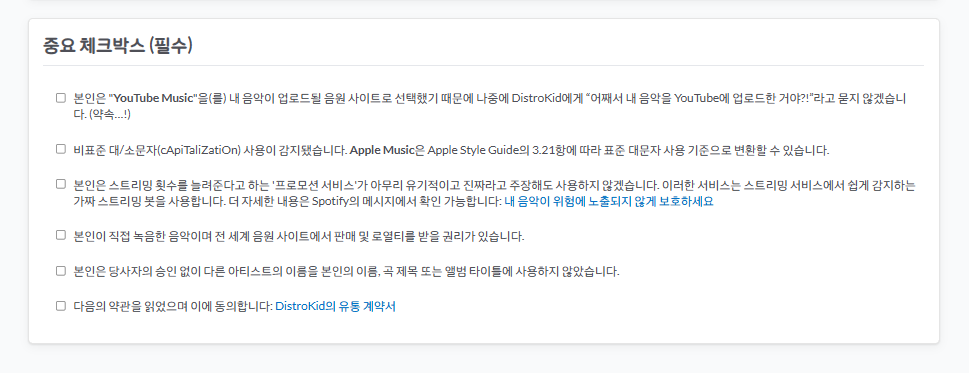 중요 체크박스 (필수)
본인은 "YouTube Music"을(를) 내 음악이 업로드될 음원 사이트로 선택했기 때문에 나중에 DistroKid에게 “어째서 내 음악을 YouTube에 업로드한 거야?!”라고 묻지 않겠습니
다. (약속...!)
비표준 대/소문자(cApiTaliZatiOn) 사용이 감지됐습니다. Apple Music은 Apple Style Guide의 3.21항에 따라 표준 대문자 사용 기준으로 변환할 수 있습니다.
본인은 스트리밍 횟수를 늘려준다고 하는 '프로모션 서비스'가 아무리 유기적이고 진짜라고 주장해도 사용하지 않겠습니다. 이러한 서비스는 스트리밍 서비스에서 쉽게 감지하는
가짜 스트리밍 봇을 사용합니다. 더 자세한 내용은 Spotify의 메시지에서 확인 가능합니다: 내 음악이 위험에 노출되지 않게 보호하세요
본인이 직접 녹음한 음악이며 전 세계 음원 사이트에서 판매 및 로열티를 받을 권리가 있습니다.
본인은 당사자의 승인 없이 다른 아티스트의 이름을 본인의 이름, 곡 제목 또는 앨범 타이틀에 사용하지 않았습니다.
다음의 약관을 읽었으며 이에 동의합니다: DistroKid의 유통 계약서